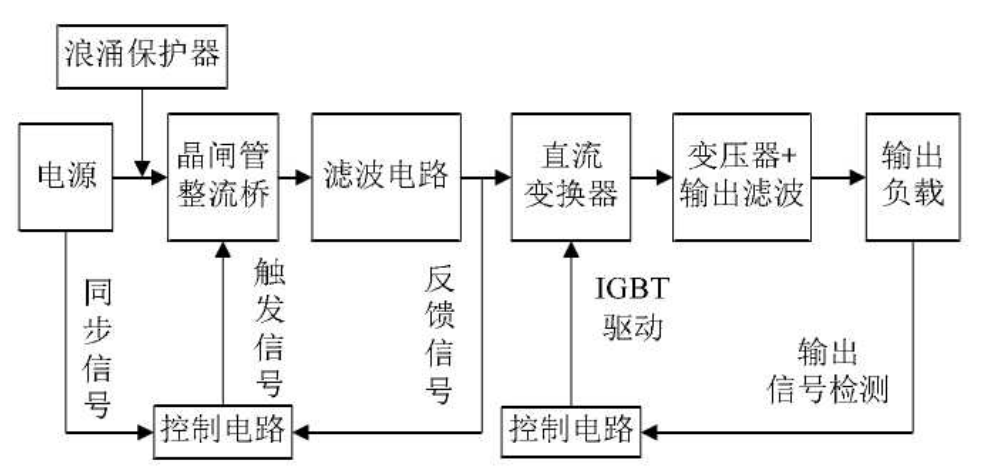 浪涌保护器
电源
晶闸管
整流桥
滤波电路
直流
变换器
变压器+
输出滤波
输出
负载
同步信号
触发信号
反馈信号
IGBT
驱动
输出
信号检测
控制电路
控制电路